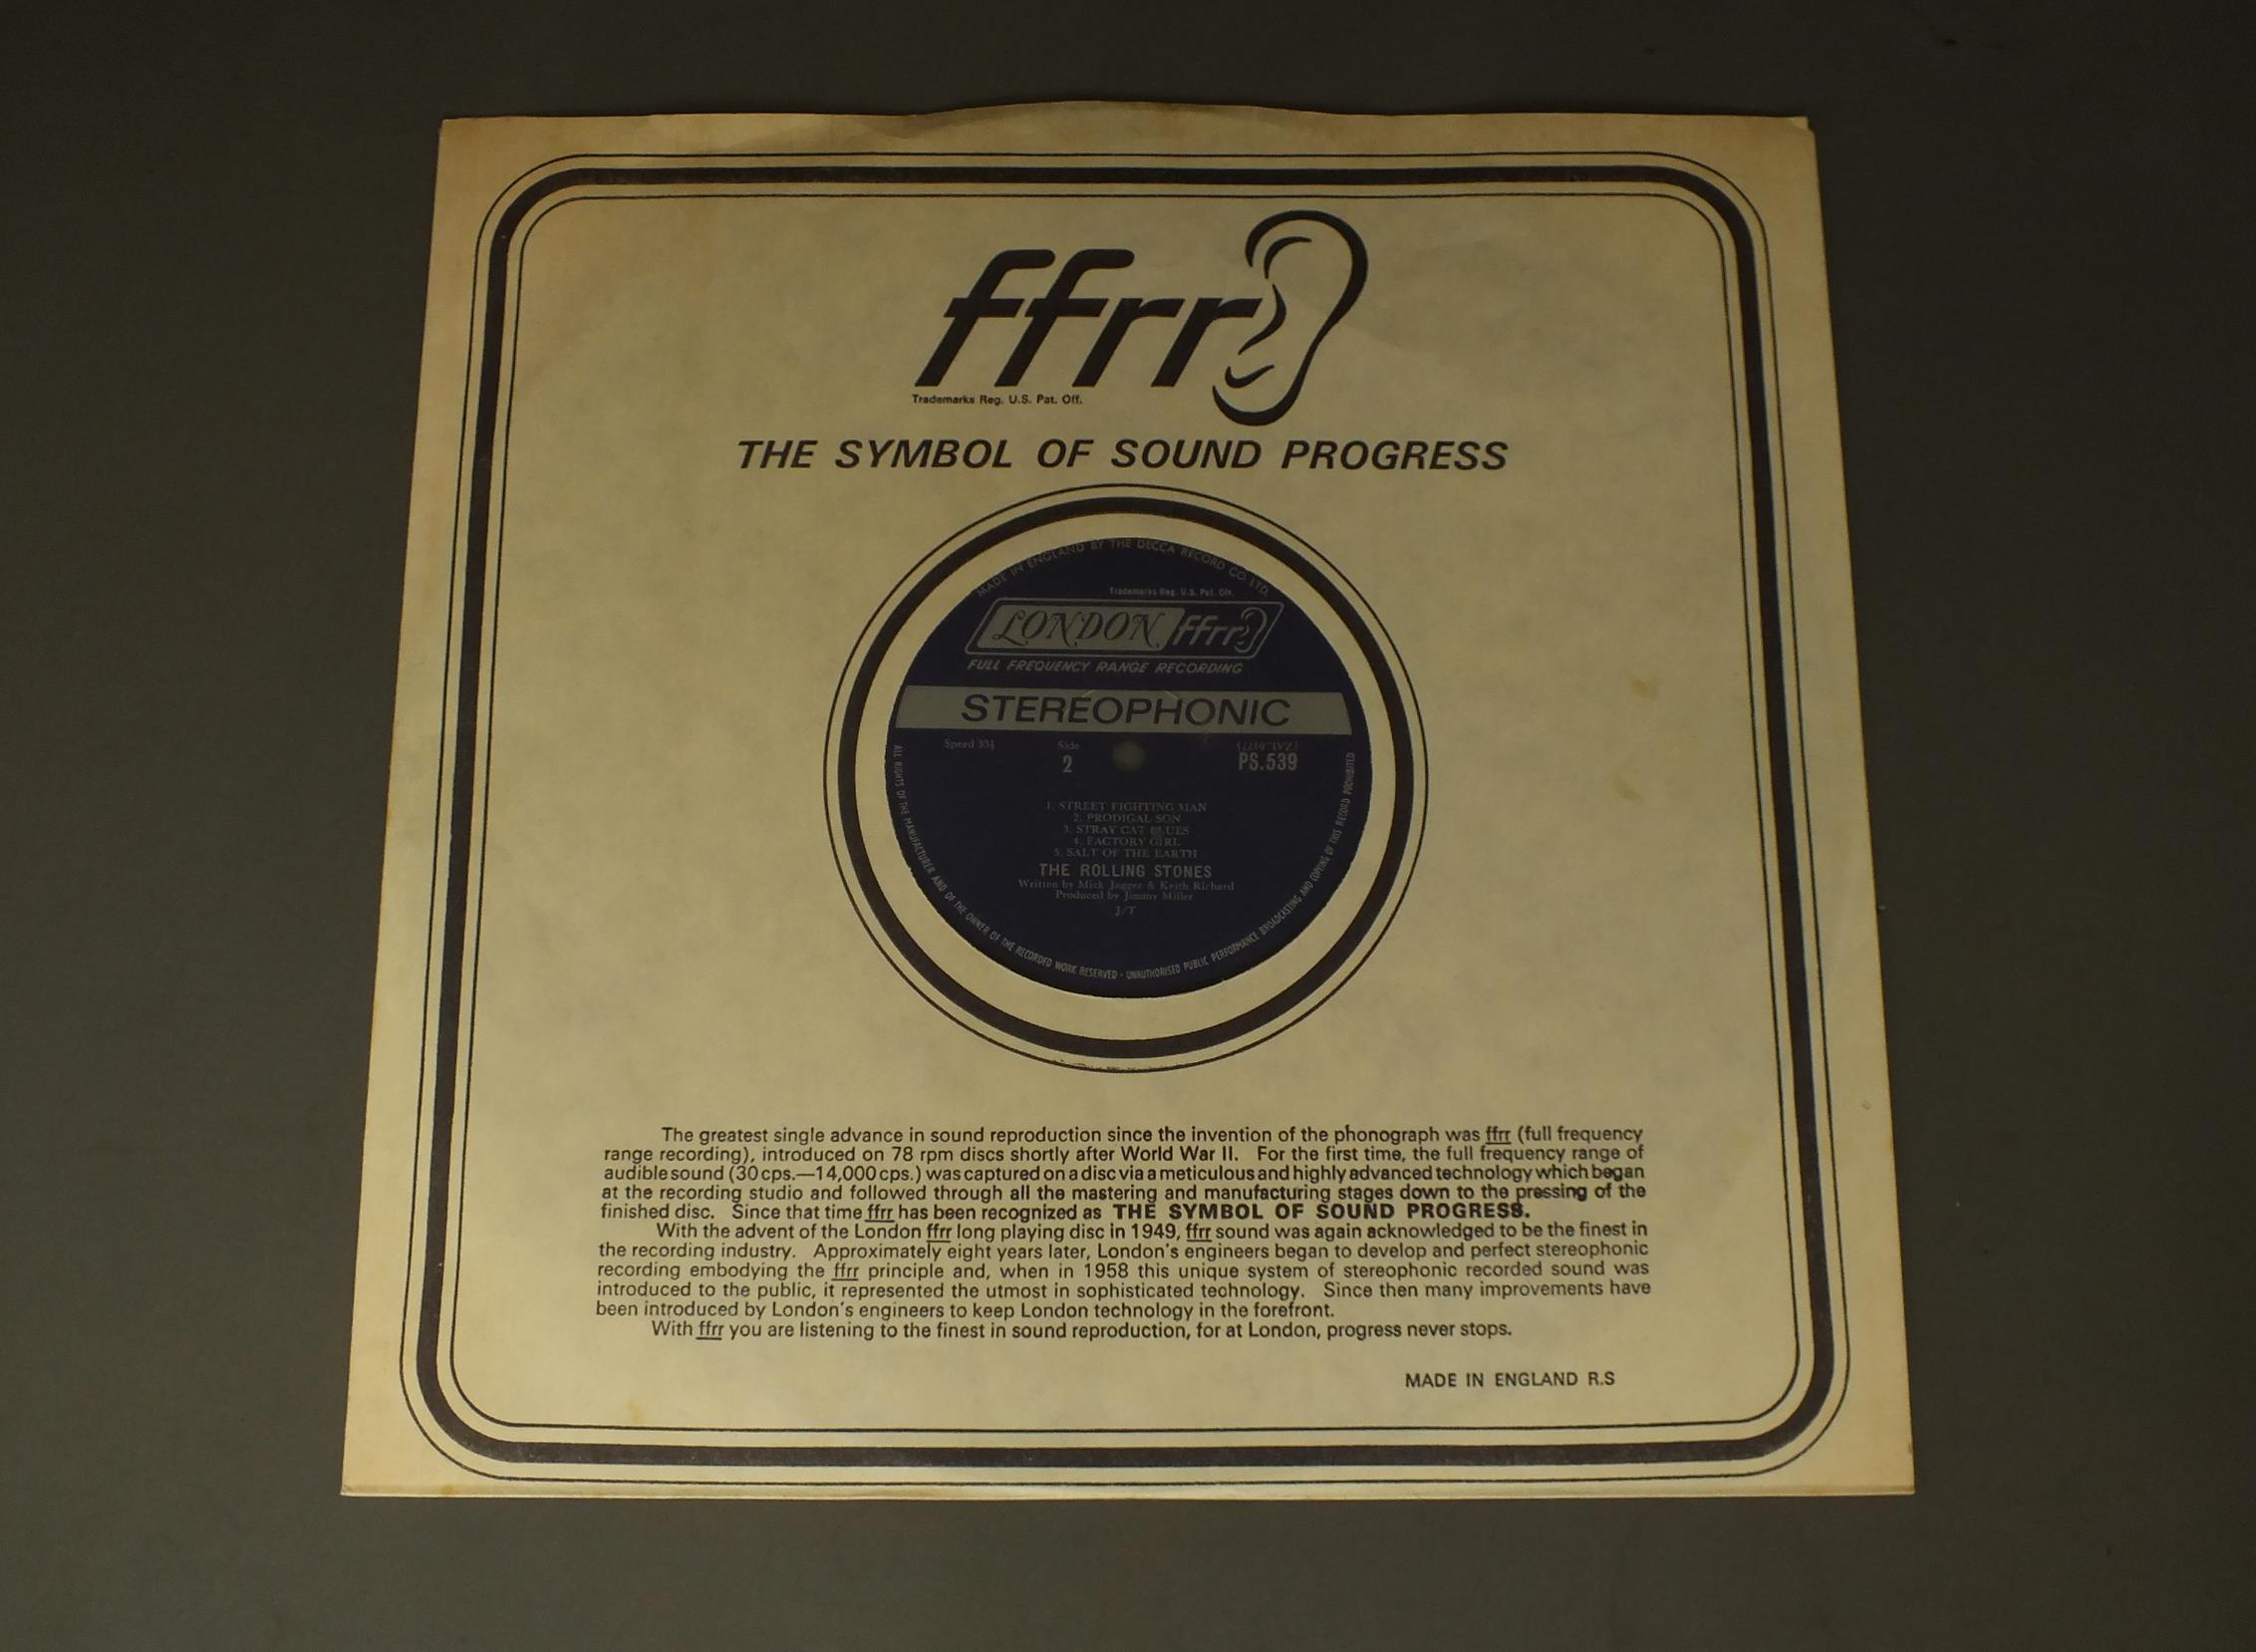 ffrr
Trademarks Reg. U.S. Pat. Off.
THE SYMBOL OF SOUND PROGRESS
MADE IN ENGLAND BY THE DECCA RECORD CO. LTD.
Trademarks Reg. U.S. Pat. Off.
LONDON ffrr
FULL FREQUENCY RANGE RECORDING
STEREOPHONIC
Speed 33⅓ Side
2 PS.539
1. STREET FIGHTING MAN
2. PRODIGAL SON
3. STRAY CAT BLUES
4. FACTORY GIRL
5. SALT OF THE EARTH
THE ROLLING STONES
Written by Mick Jagger & Keith Richard
Produced by Jimmy Miller
J/T
ALL RIGHTS OF THE MANUFACTURER AND OF THE OWNER OF THE RECORDED WORK RESERVED · UNAUTHORISED PUBLIC PERFORMANCE BROADCASTING AND COPYING OF THIS RECORD PROHIBITED
The greatest single advance in sound reproduction since the invention of the phonograph was ffrr (full frequency
range recording), introduced on 78 rpm discs shortly after World War II. For the first time, the full frequency range of
audible sound (30 cps.—14,000 cps.) was captured on a disc via a meticulous and highly advanced technology which began
at the recording studio and followed through all the mastering and manufacturing stages down to the pressing of the
finished disc. Since that time ffrr has been recognized as THE SYMBOL OF SOUND PROGRESS.
With the advent of the London ffrr long playing disc in 1949, ffrr sound was again acknowledged to be the finest in
the recording industry. Approximately eight years later, London's engineers began to develop and perfect stereophonic
recording embodying the ffrr principle and, when in 1958 this unique system of stereophonic recorded sound was
introduced to the public, it represented the utmost in sophisticated technology. Since then many improvements have
been introduced by London's engineers to keep London technology in the forefront.
With ffrr you are listening to the finest in sound reproduction, for at London, progress never stops.
MADE IN ENGLAND R.S